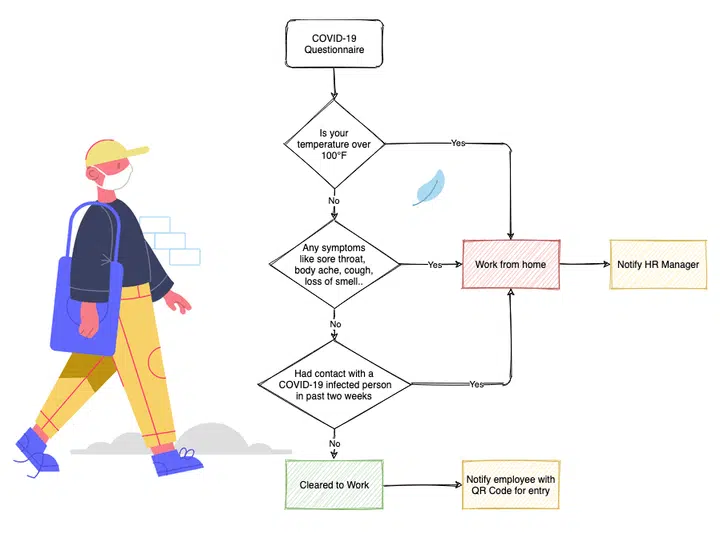 COVID-19
Questionnaire
Is your
temperature over
100°F
Yes
No
Any symptoms
like sore throat,
body ache, cough,
loss of smell..
Yes
Work from home
Notify HR Manager
No
Had contact with a
COVID-19 infected person
in past two weeks
Yes
No
Cleared to Work
Notify employee with
QR Code for entry